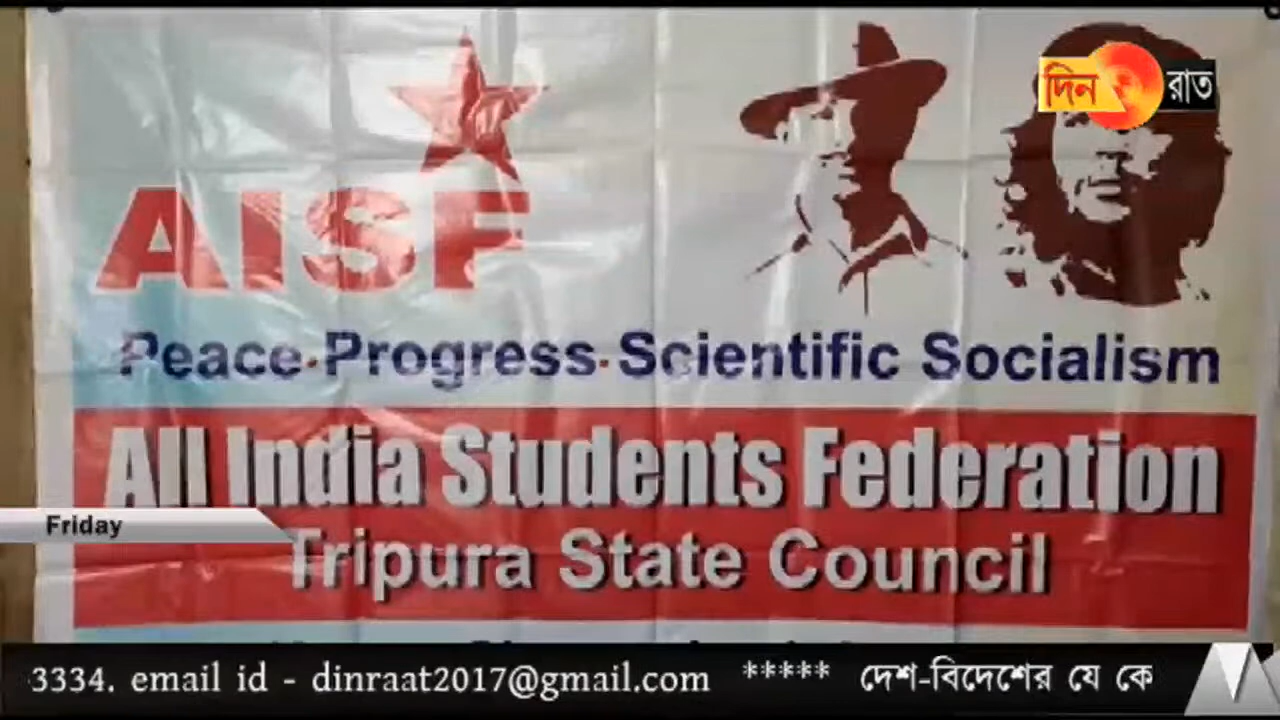 দিন রাত
AISF
Peace·Progress·Scientific Socialism
All India Students Federation
Friday
Tripura State Council
3334. email id - dinraat2017@gmail.com ***** দেশ-বিদেশের যে কে